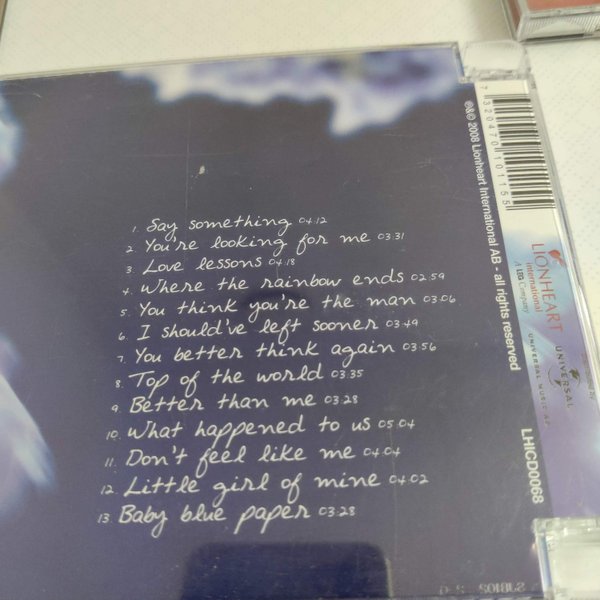 1. Say something 04.12
2. You're looking for me 03.31
3. Love lessons 04.18
4. Where the rainbow ends 02.59
5. You think you're the man 03.06
6. I should've left sooner 03.49
7. You better think again 03.56
8. Top of the world 03.35
9. Better than me 03.28
10. What happened to us 05.04
11. Don't feel like me 04.04
12. Little girl of mine 04.02
13. Baby blue paper 03.28
℗&© 2008 Lionheart International AB - all rights reserved
LHICD0068
7 320470 101155
LIONHEART
international
A LEG Company
UNIVERSAL
UNIVERSAL MUSIC AB